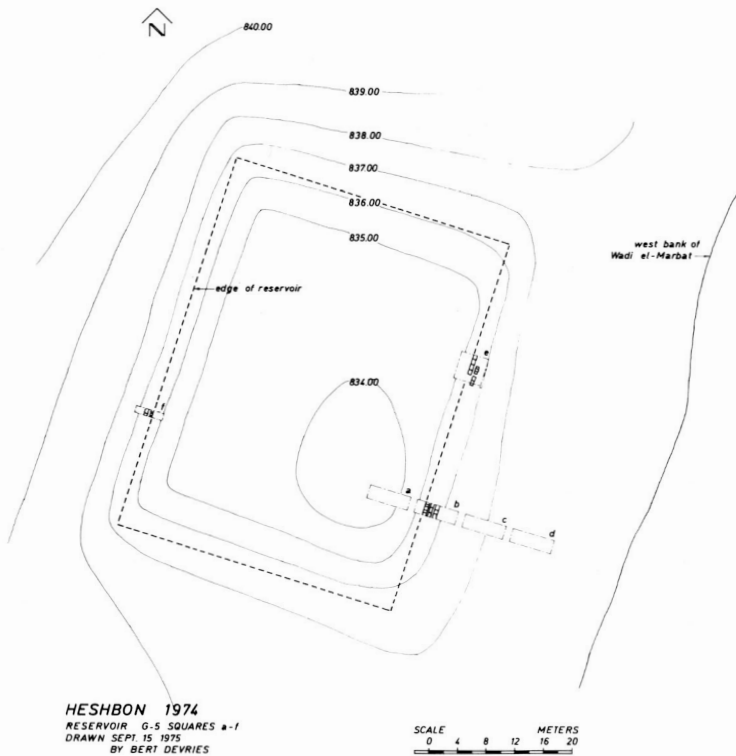 N
840.00
839.00
838.00
837.00
836.00
835.00
west bank of
Wadi el-Marbat
edge of reservoir
e
834.00
f
a
b
c
d
HESHBON 1974
RESERVOIR G-5 SQUARES a-f
DRAWN SEPT. 15 1975
BY BERT DEVRIES
SCALE METERS
0 4 8 12 16 20